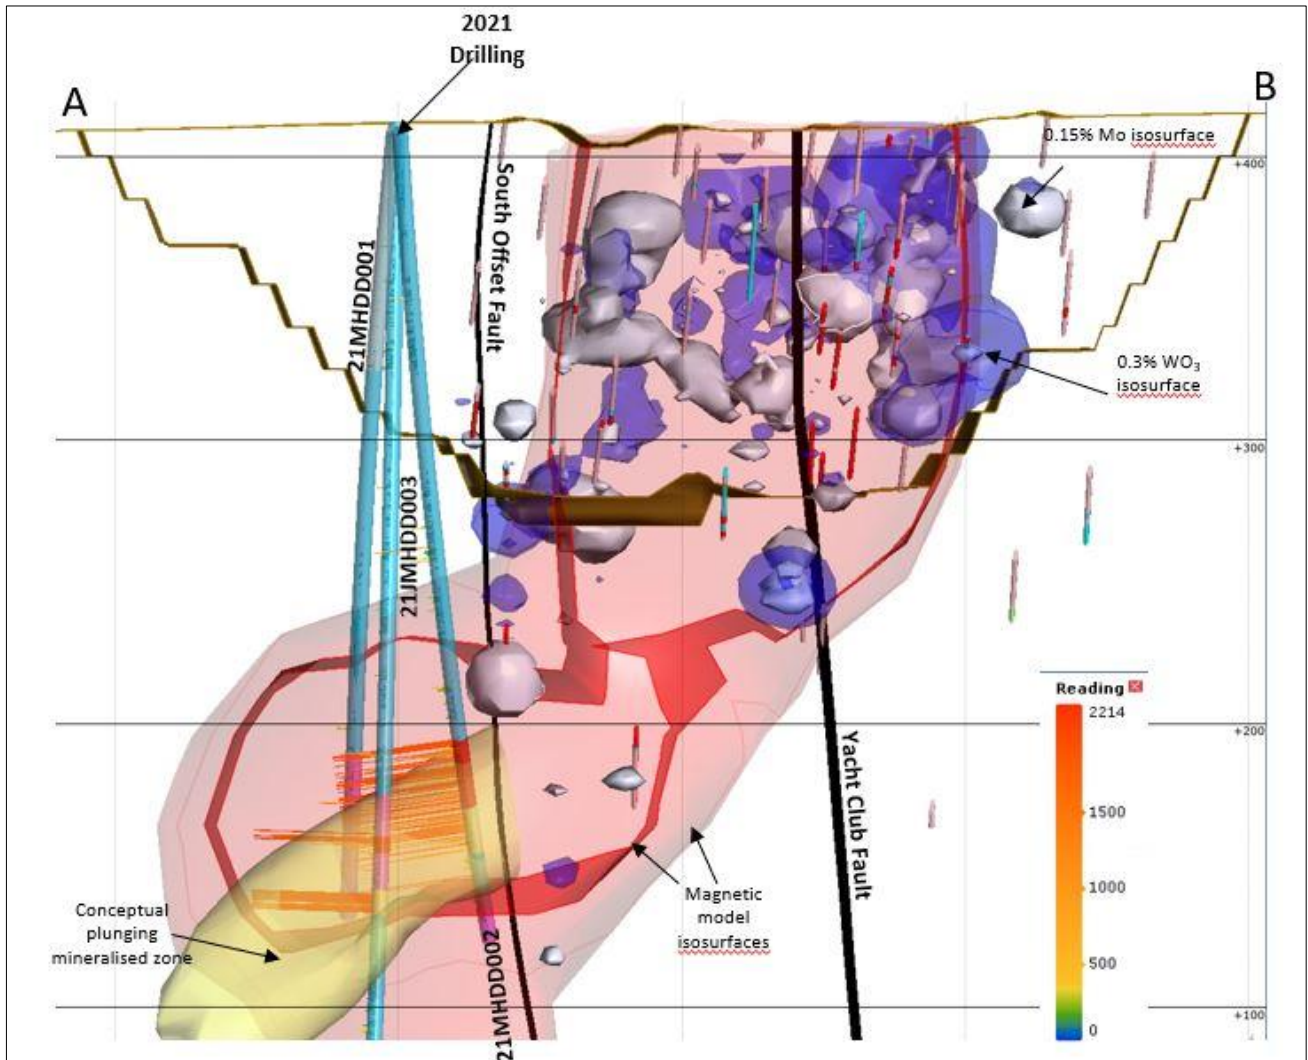 2021
Drilling
A
B
0.15% Mo isosurface
+400
South Offset Fault
21MHDD001
0.3% WO₃
isosurface
+300
21JMHDD003
Reading
2214
+200
Yacht Club Fault
1500
1000
Magnetic
model
isosurfaces
Conceptual
plunging
mineralised zone
500
21MHDD002
0
+100